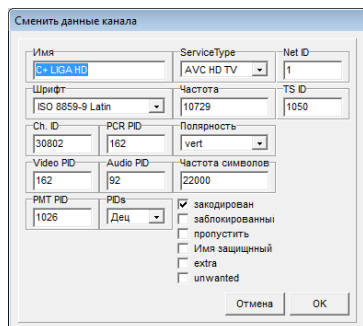 Сменить данные канала
Имя ServiceType Net ID
C+ LIGA HD AVC HD TV 1
Шрифт Частота TS ID
ISO 8859-9 Latin 10729 1050
Ch. ID PCR PID Полярность
30802 162 vert
Video PID Audio PID Частота символов
162 92 22000
PMT PID PIDs
1026 Дец
закодирован
заблокированны
пропустить
Имя защищнный
extra
unwanted
Отмена OK